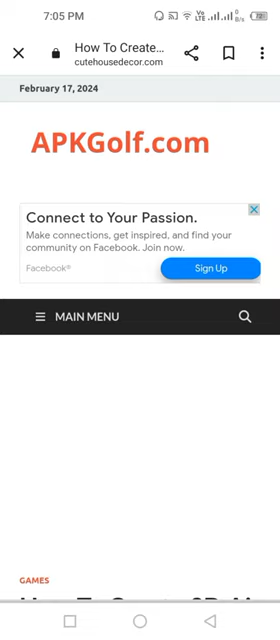 7:05 PM
How To Create...
cutehousedecor.com
February 17, 2024
APKGolf.com
Connect to Your Passion.
Make connections, get inspired, and find your
community on Facebook. Join now.
Facebook®
Sign Up
MAIN MENU
GAMES